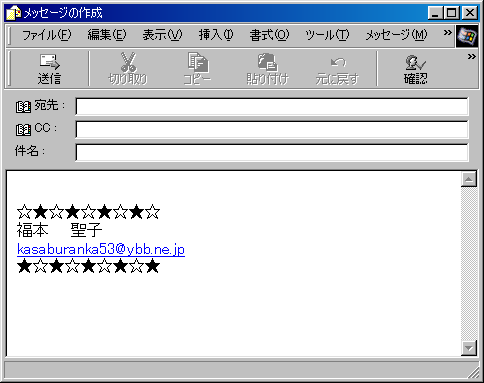 メッセージの作成
ファイル(F) 編集(E) 表示(V) 挿入(I) 書式(O) ツール(T) メッセージ(M) »
送信 切り取り コピー 貼り付け 元に戻す 確認 »
宛先：
CC：
件名：
☆★☆★☆★☆★☆
福本　聖子
kasaburanka53@ybb.ne.jp
★☆★☆★☆★☆★